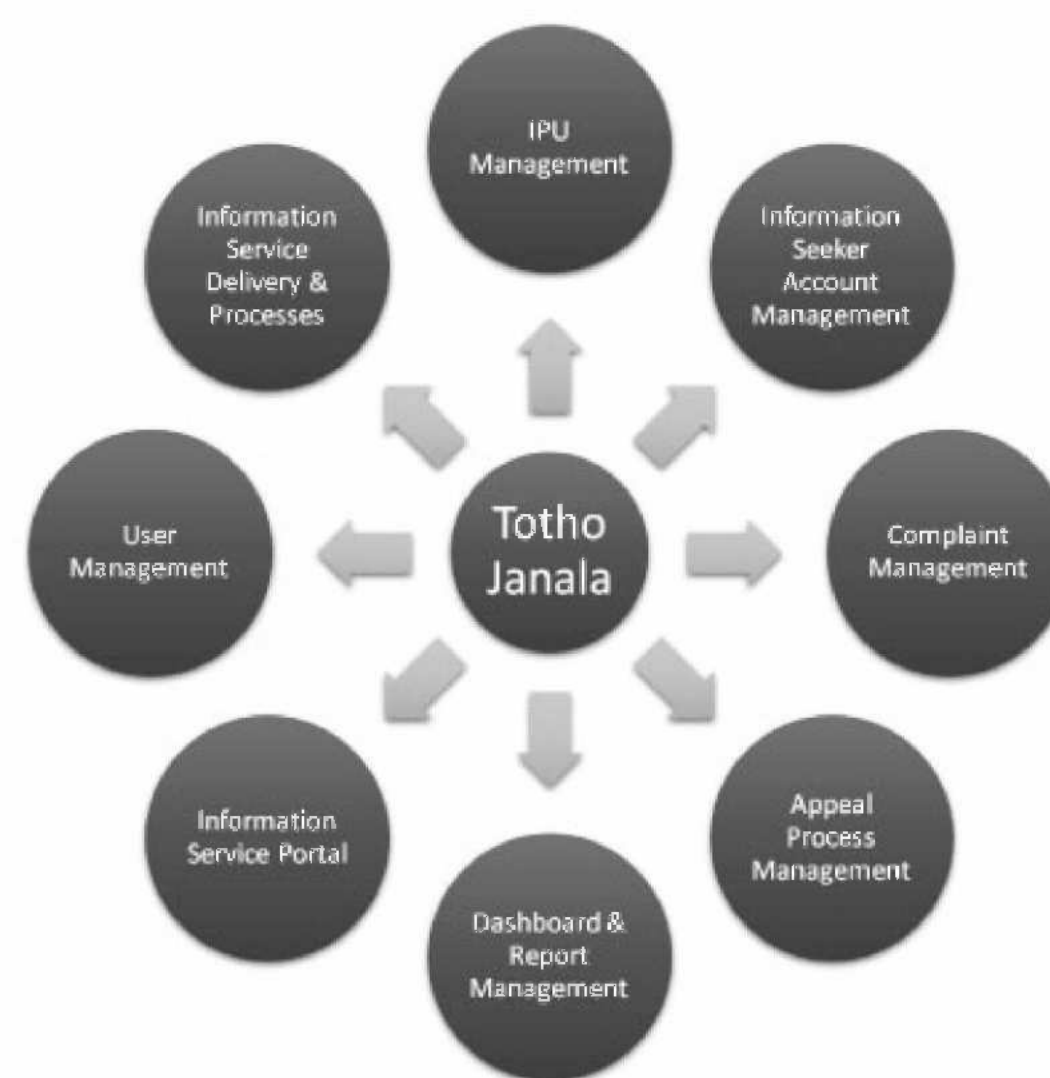 IPU
Management
Information
Seeker
Account
Management
Complaint
Management
Appeal
Process
Management
Dashboard &
Report
Management
Information
Service Portal
User
Management
Information
Service
Delivery &
Processes
Totho
Janala